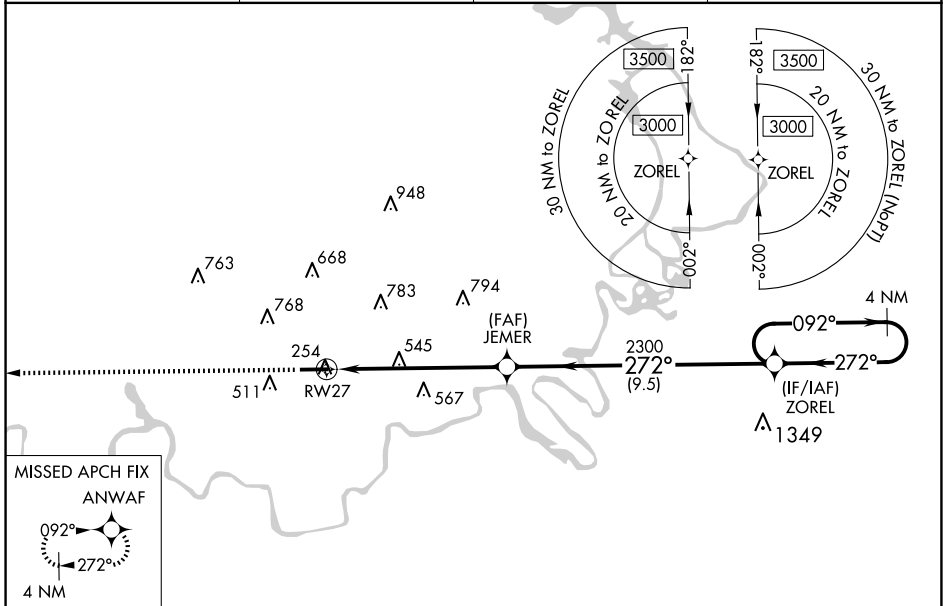 3500
182°
30 NM to ZOREL
20 NM to ZOREL
3000
ZOREL
002°
182°
3500
30 NM to ZOREL (NoPT)
20 NM to ZOREL
3000
ZOREL
002°
948
763
668
768
783
794
4 NM
092°
(FAF)
JEMER
2300
272°
(9.5)
272°
(IF/IAF)
ZOREL
1349
254
545
511
RW27
567
MISSED APCH FIX
ANWAF
092°
272°
4 NM